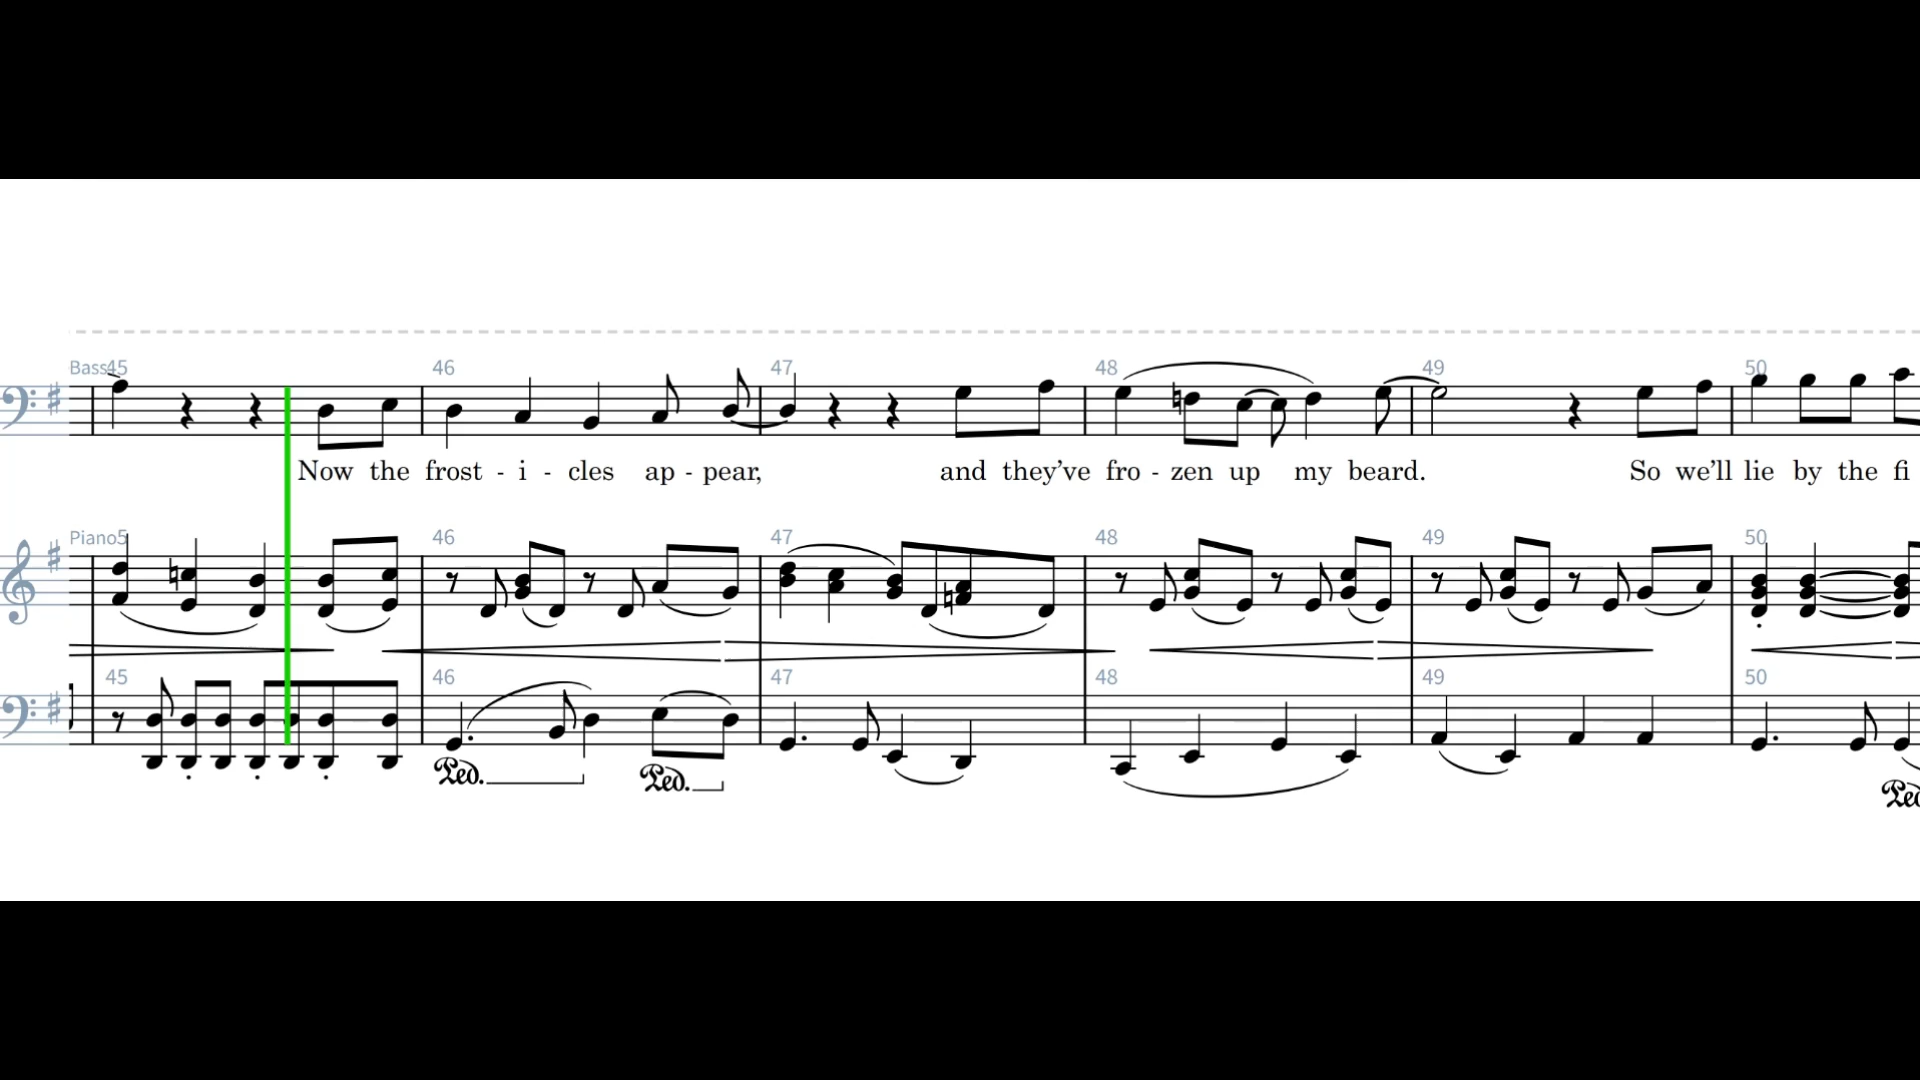 Bass 45 46 47 48 49 50
Now the frost - i - cles ap - pear, and they’ve fro - zen up my beard. So we’ll lie by the fi
Piano 5 46 47 48 49 50
45 46 47 48 49 50
Ped. Ped. Ped